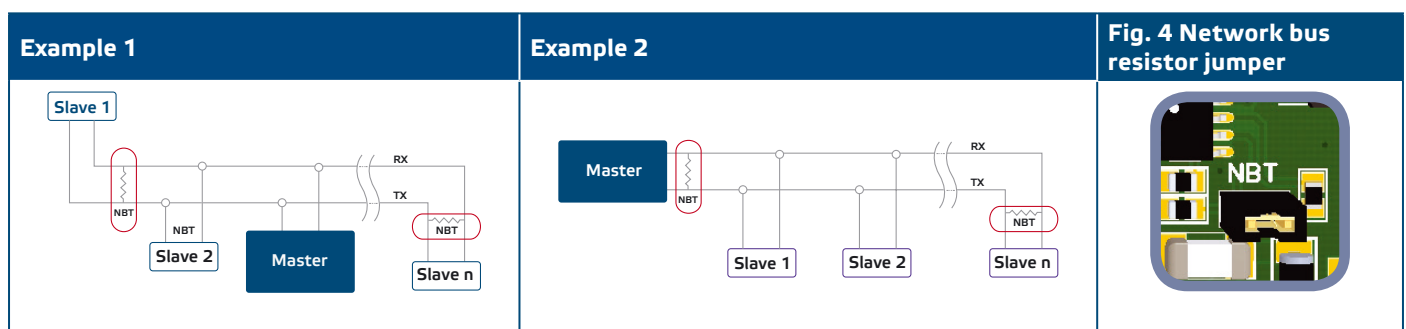 Example 1
Example 2
Fig. 4 Network bus
resistor jumper
Slave 1
RX
TX
NBT
NBT
NBT
Slave 2
Master
Slave n
Master
RX
TX
NBT
NBT
Slave 1
Slave 2
Slave n
NBT